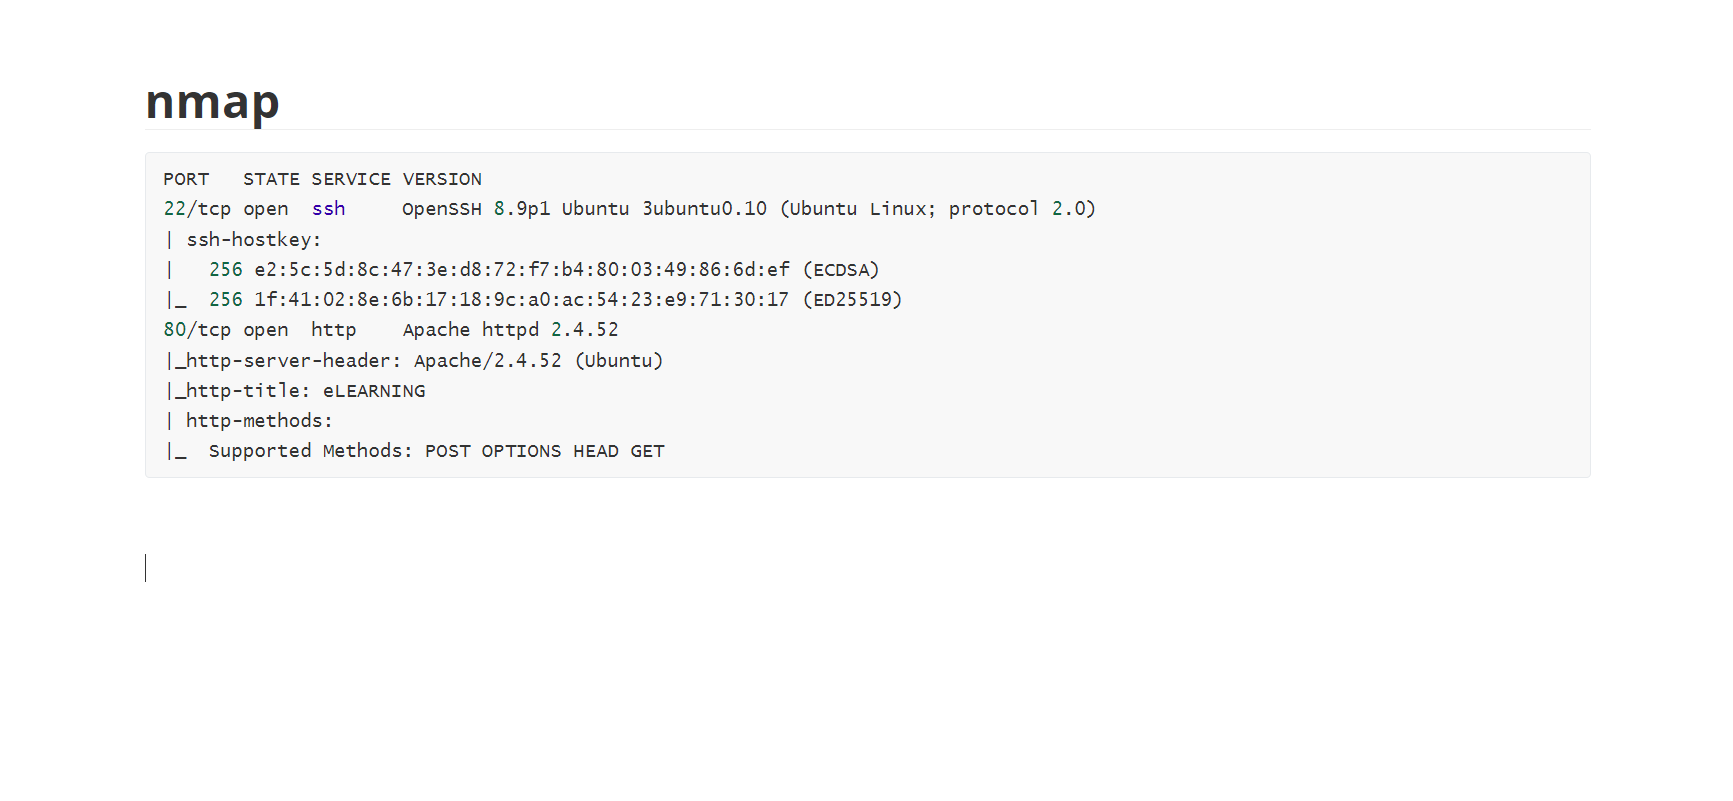 nmap
PORT   STATE SERVICE VERSION
22/tcp open  ssh     OpenSSH 8.9p1 Ubuntu 3ubuntu0.10 (Ubuntu Linux; protocol 2.0)
| ssh-hostkey:
|   256 e2:5c:5d:8c:47:3e:d8:72:f7:b4:80:03:49:86:6d:ef (ECDSA)
|_  256 1f:41:02:8e:6b:17:18:9c:a0:ac:54:23:e9:71:30:17 (ED25519)
80/tcp open  http    Apache httpd 2.4.52
|_http-server-header: Apache/2.4.52 (Ubuntu)
|_http-title: eLEARNING
| http-methods:
|_  Supported Methods: POST OPTIONS HEAD GET